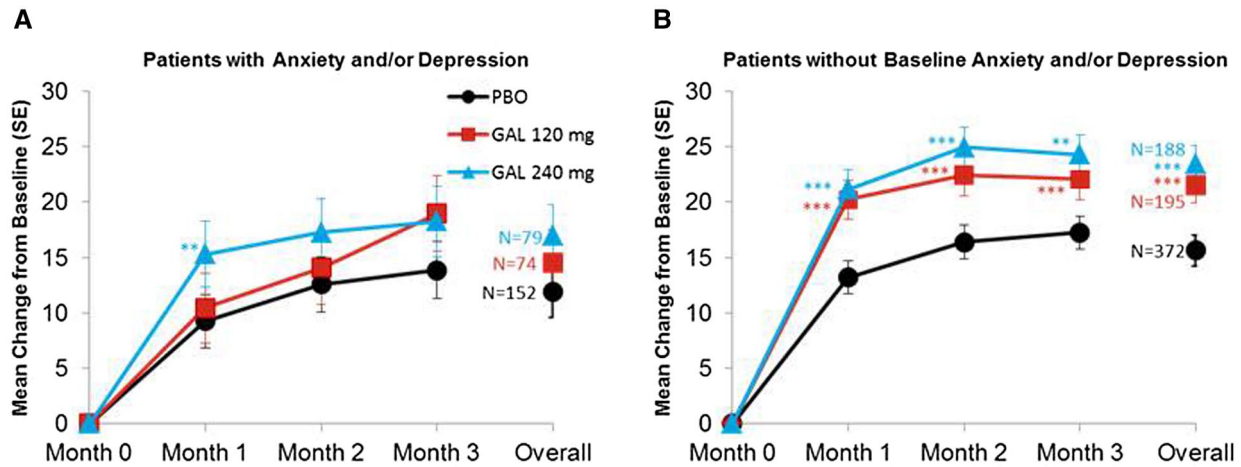 A
Patients with Anxiety and/or Depression
Mean Change from Baseline (SE)
30
25
20
15
10
5
0
PBO
GAL 120 mg
GAL 240 mg
**
N=79
N=74
N=152
Month 0 Month 1 Month 2 Month 3 Overall
B
Patients without Baseline Anxiety and/or Depression
Mean Change from Baseline (SE)
30
25
20
15
10
5
0
***
***
***
***
**
***
N=188
***
***
N=195
N=372
Month 0 Month 1 Month 2 Month 3 Overall